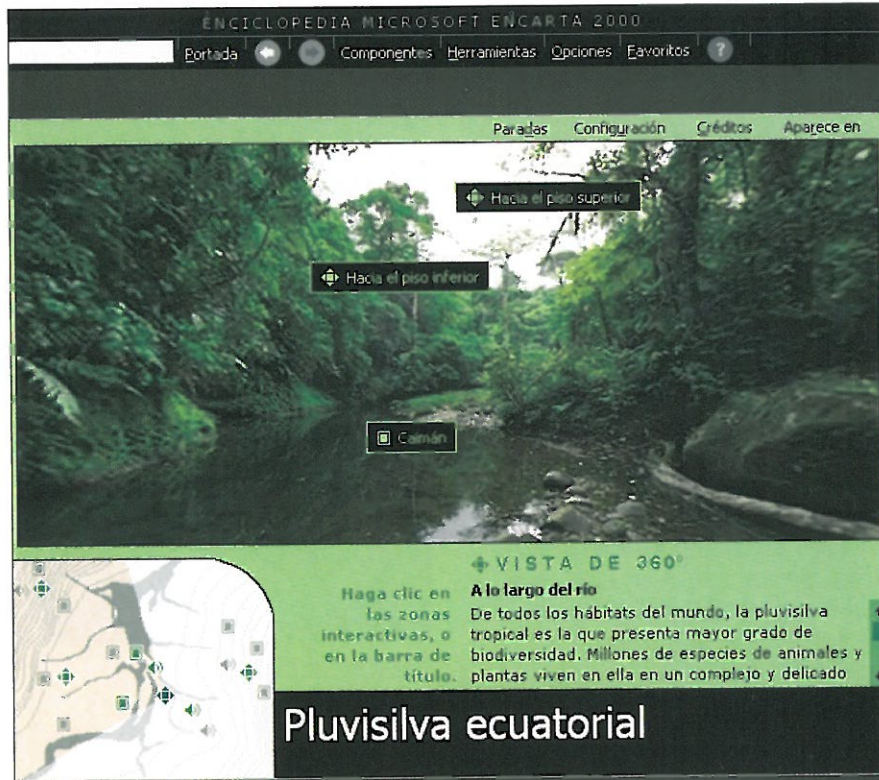 ENCICLOPEDIA MICROSOFT ENCARTA 2000
Portada Componentes Herramientas Opciones Favoritos ?
Paradas Configuración Créditos Aparece en
Hacia el piso superior
Hacia el piso inferior
Caimán
VISTA DE 360°
Haga clic en
las zonas
interactivas, o
en la barra de
título.
A lo largo del río
De todos los hábitats del mundo, la pluvisilva
tropical es la que presenta mayor grado de
biodiversidad. Millones de especies de animales y
plantas viven en ella en un complejo y delicado
Pluvisilva ecuatorial